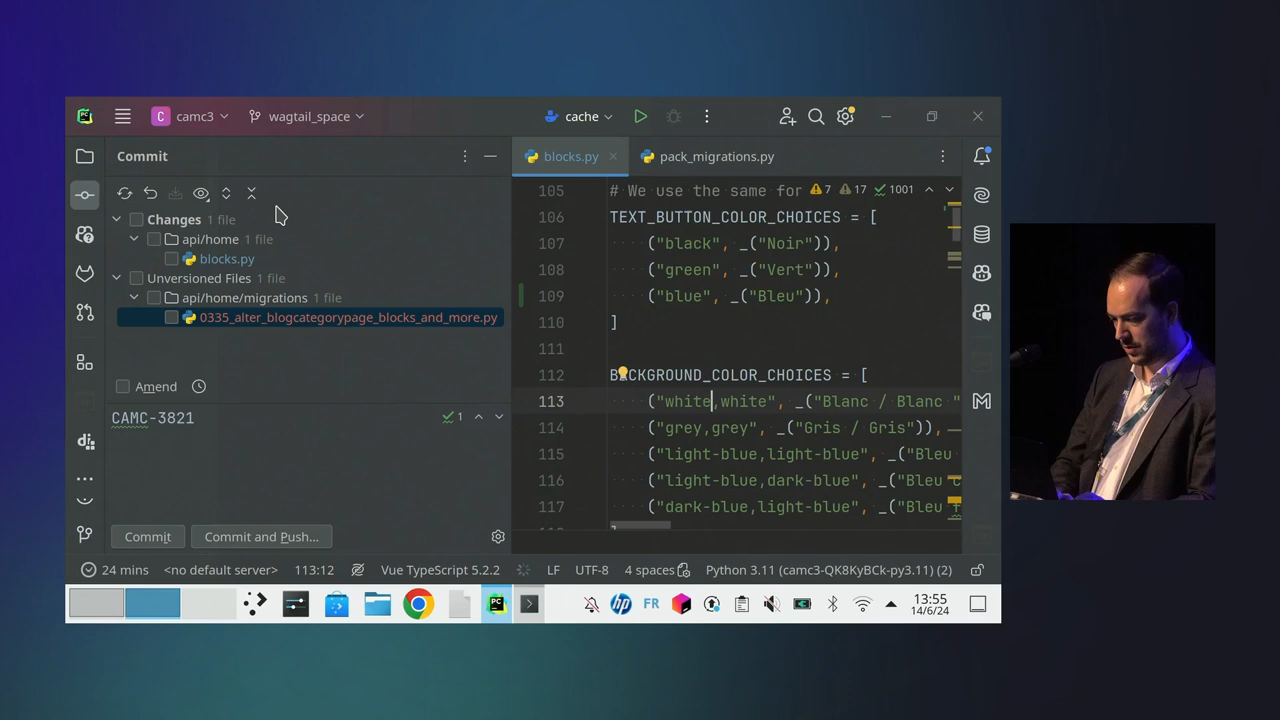 PC
C camc3
wagtail_space
cache
Commit
blocks.py
pack_migrations.py
Changes 1 file
api/home 1 file
blocks.py
Unversioned Files 1 file
api/home/migrations 1 file
0335_alter_blogcategorypage_blocks_and_more.py
Amend
CAMC-3821
1
Commit
Commit and Push...
7 17 1001
105 # We use the same for
106 TEXT_BUTTON_COLOR_CHOICES = [
107 ("black", _("Noir")),
108 ("green", _("Vert")),
109 ("blue", _("Bleu")),
110 ]
111
112 BACKGROUND_COLOR_CHOICES = [
113 ("white,white", _("Blanc / Blanc "
114 ("grey,grey", _("Gris / Gris")),
115 ("light-blue,light-blue", _("Bleu
116 ("light-blue,dark-blue", _("Bleu c
117 ("dark-blue,light-blue", _("Bleu f
24 mins
<no default server>
113:12
Vue TypeScript 5.2.2
LF
UTF-8
4 spaces
Python 3.11 (camc3-QK8KyBCk-py3.11) (2)
PC
hp
FR
13:55
14/6/24